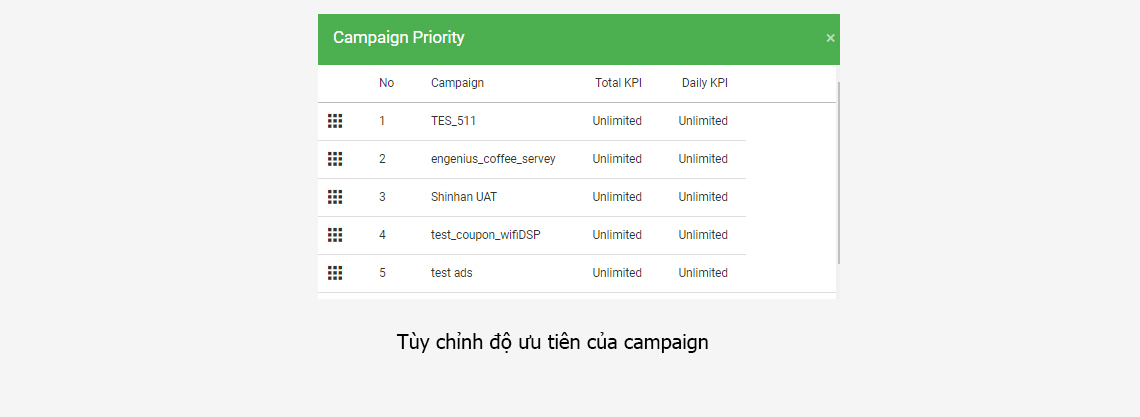 Campaign Priority ×
No Campaign Total KPI Daily KPI
1 TES_511 Unlimited Unlimited
2 engenius_coffee_servey Unlimited Unlimited
3 Shinhan UAT Unlimited Unlimited
4 test_coupon_wifiDSP Unlimited Unlimited
5 test ads Unlimited Unlimited
Tùy chỉnh độ ưu tiên của campaign